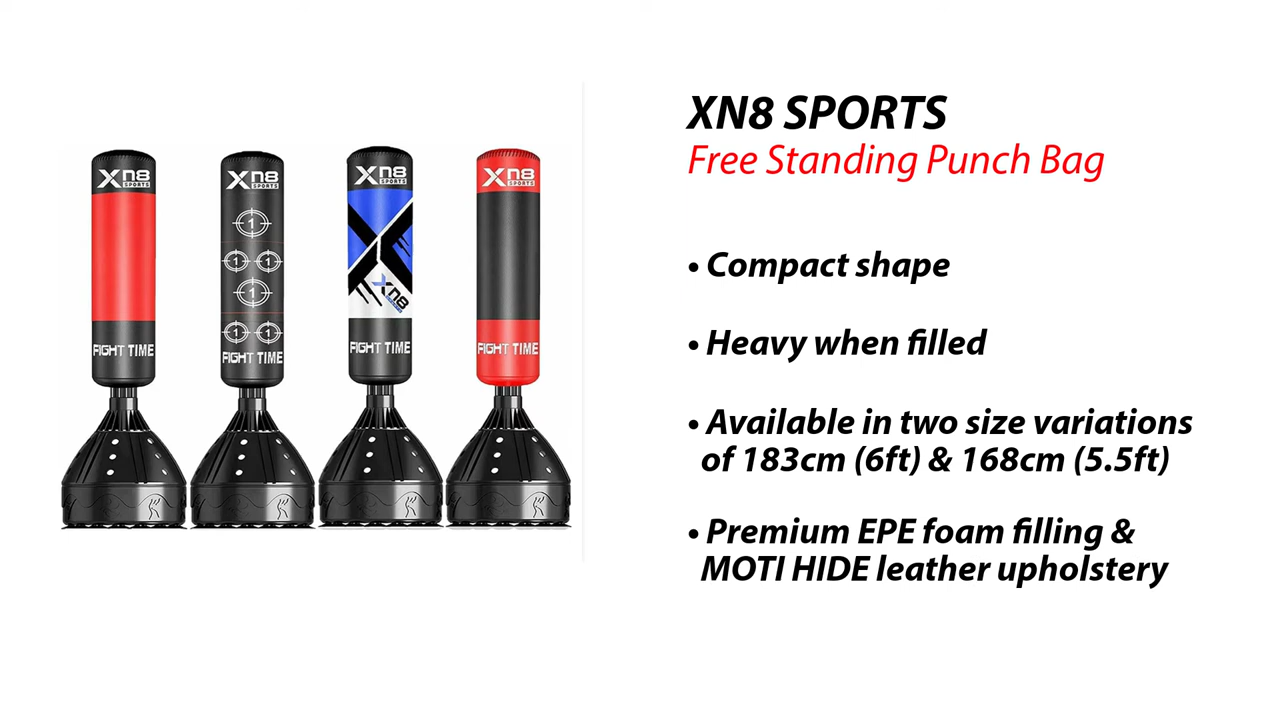 XN8 SPORTS
Free Standing Punch Bag
• Compact shape
• Heavy when filled
• Available in two size variations
of 183cm (6ft) & 168cm (5.5ft)
• Premium EPE foam filling &
MOTI HIDE leather upholstery
Xn8 SPORTS
FIGHT TIME
Xn8 SPORTS
1
1 1
1
1 1
FIGHT TIME
Xn8 SPORTS
Xn8
FIGHT TIME
Xn8 SPORTS
FIGHT TIME